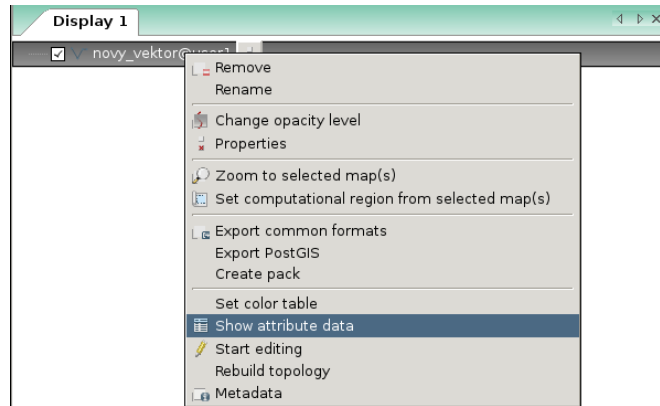 Display 1
novy_vektor@user1
Remove
Rename
Change opacity level
Properties
Zoom to selected map(s)
Set computational region from selected map(s)
Export common formats
Export PostGIS
Create pack
Set color table
Show attribute data
Start editing
Rebuild topology
Metadata